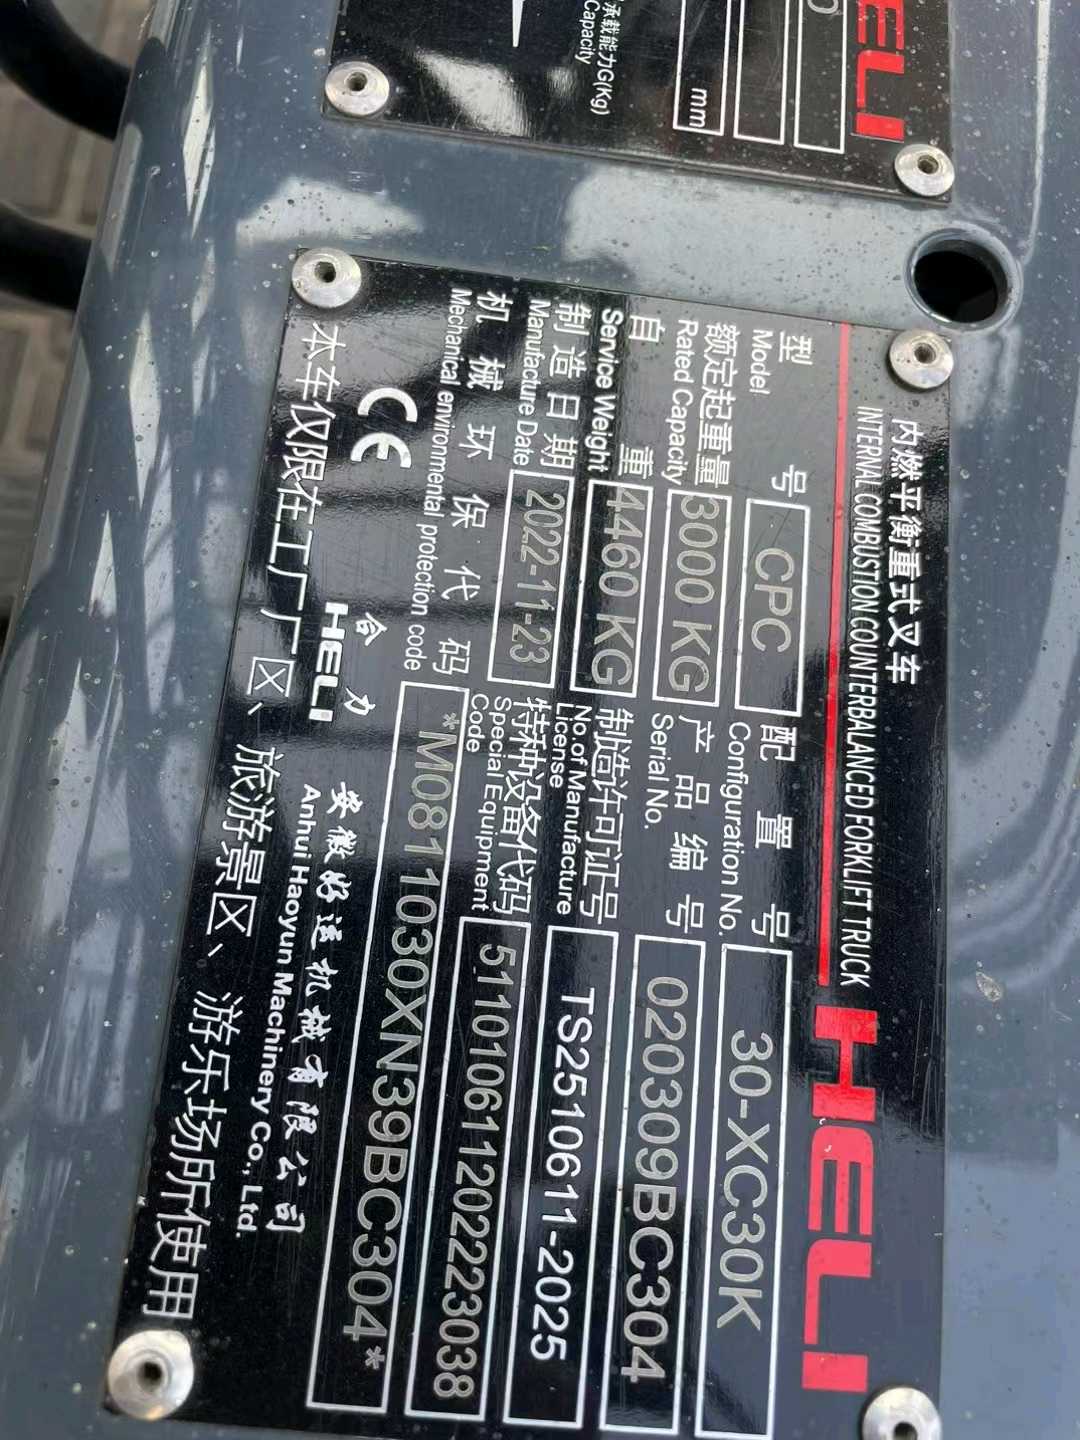 HELI
mm
承载能力G(Kg)
Capacity
内燃平衡重式叉车
INTERNAL COMBUSTION COUNTERBALANCED FORKLIFT TRUCK
HELI
型 号 CPC 配 置 号 30-XC30K
Model Configuration No.
额定起重量 3000 KG 产 品 编 号 020309BC304
Rated Capacity Serial No.
自 重 4460 KG 制造许可证号 TS2510611-2025
Service Weight No.of Manufacture License
制 造 日 期 2022-11-23 特种设备代码
Manufacture Date Special Equipment Code
机 械 环 保 代 码 *M0811030XN39BC304*
Mechanical environmental protection code
CE 合 力 安徽好运机械有限公司
HELI Anhui Haoyun Machinery Co., Ltd.
本车仅限在工厂厂区、旅游景区、游乐场所使用